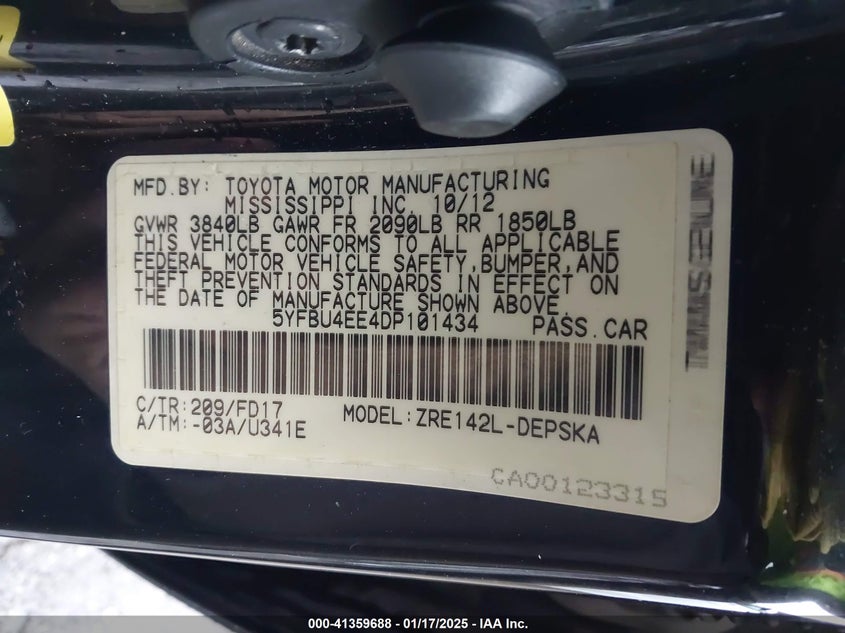 MFD.BY: TOYOTA MOTOR MANUFACTURING
MISSISSIPPI INC. 10/12
GVWR 3840LB GAWR FR 2090LB RR 1850LB
THIS VEHICLE CONFORMS TO ALL APPLICABLE
FEDERAL MOTOR VEHICLE SAFETY,BUMPER,AND
THEFT PREVENTION STANDARDS IN EFFECT ON
THE DATE OF MANUFACTURE SHOWN ABOVE.
5YFBU4EE4DP101434 PASS.CAR
C/TR:209/FD17 MODEL:ZRE142L-DEPSKA
A/TM:-03A/U341E
CA00123315
000-41359688 - 01/17/2025 - IAA Inc.